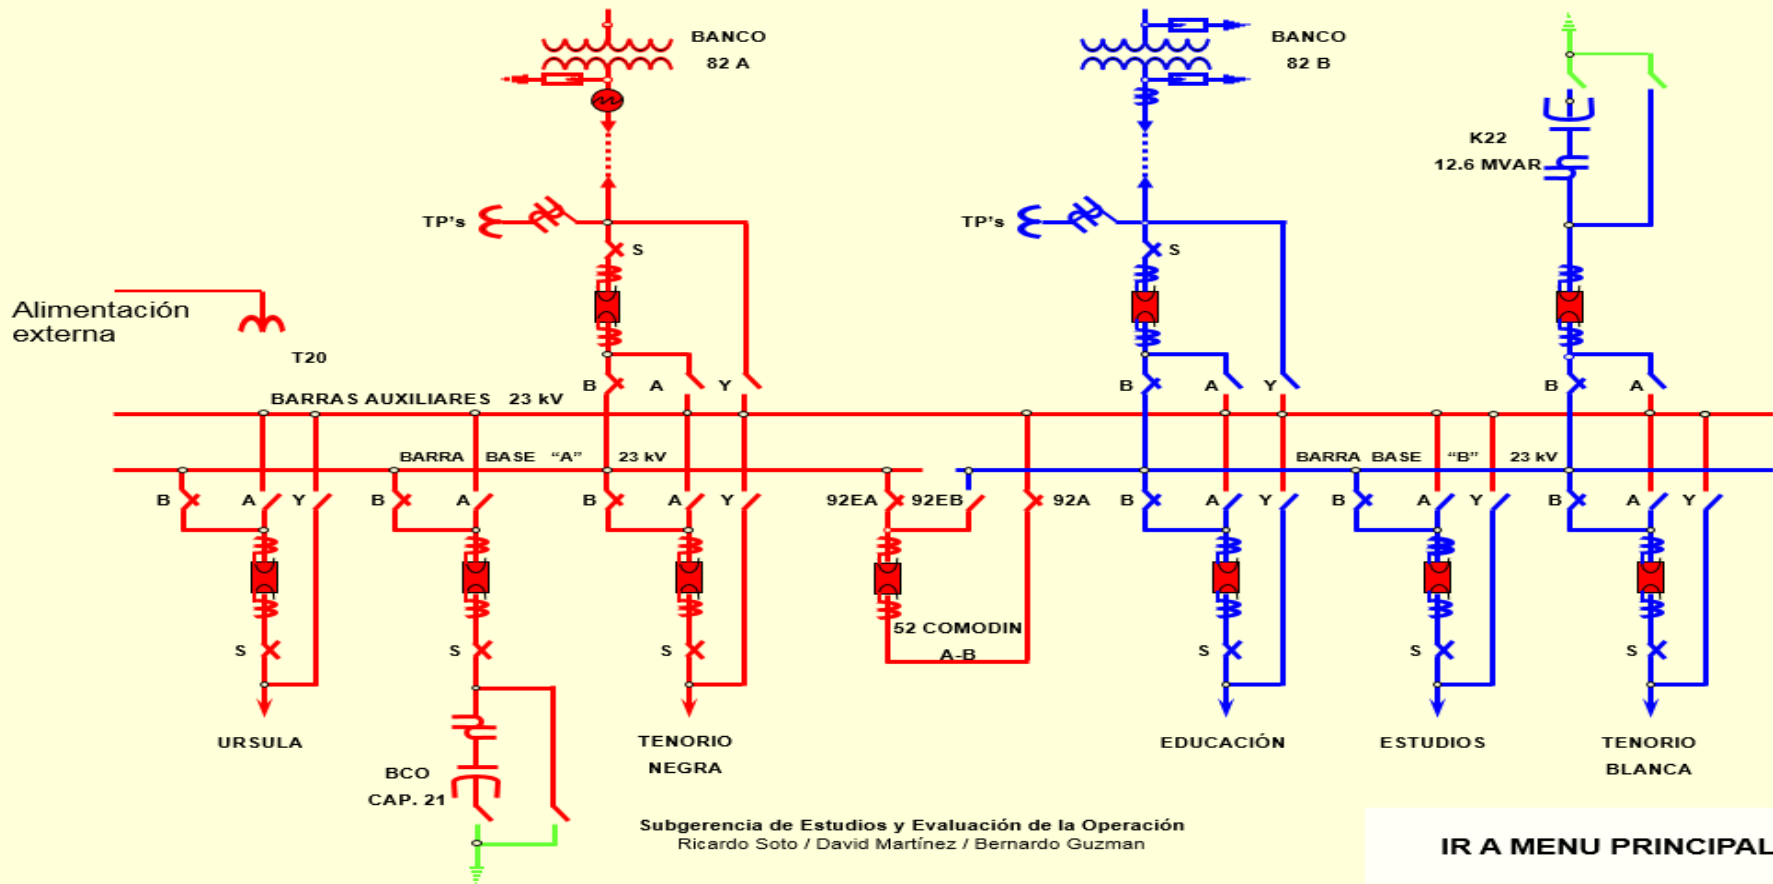 BANCO
82 A
BANCO
82 B
K22
12.6 MVAR
TP's
TP's
S
S
Alimentación
externa
T20
B A Y
B A Y
B A
BARRAS AUXILIARES 23 kV
BARRA BASE “A” 23 kV
BARRA BASE “B” 23 kV
B A Y
B A
B A Y
92EA 92EB 92A
B A Y
B A Y
B A Y
52 COMODIN
A-B
S
S
S
S
S
S
URSULA
TENORIO
NEGRA
EDUCACIÓN
ESTUDIOS
TENORIO
BLANCA
BCO
CAP. 21
Subgerencia de Estudios y Evaluación de la Operación
Ricardo Soto / David Martínez / Bernardo Guzman
IR A MENU PRINCIPAL